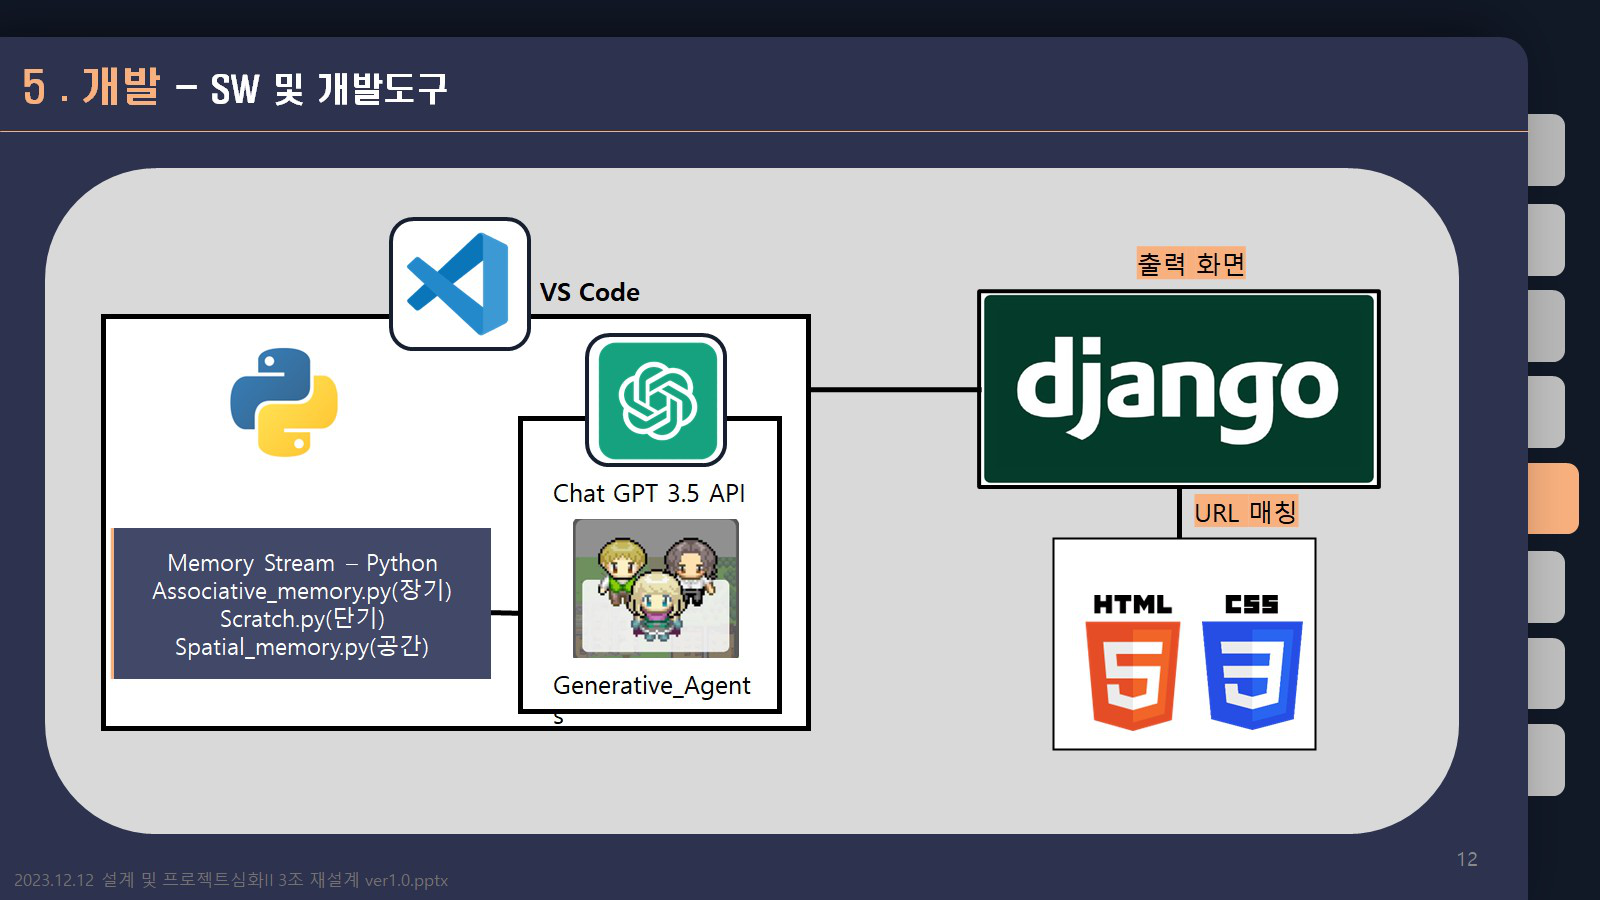 5 . 개발 – SW 및 개발도구
VS Code
출력 화면
django
Chat GPT 3.5 API
URL 매칭
Memory Stream – Python
Associative_memory.py(장기)
Scratch.py(단기)
Spatial_memory.py(공간)
HTML CSS
Generative_Agent
s
12
2023.12.12 설계 및 프로젝트심화II 3조 재설계 ver1.0.pptx